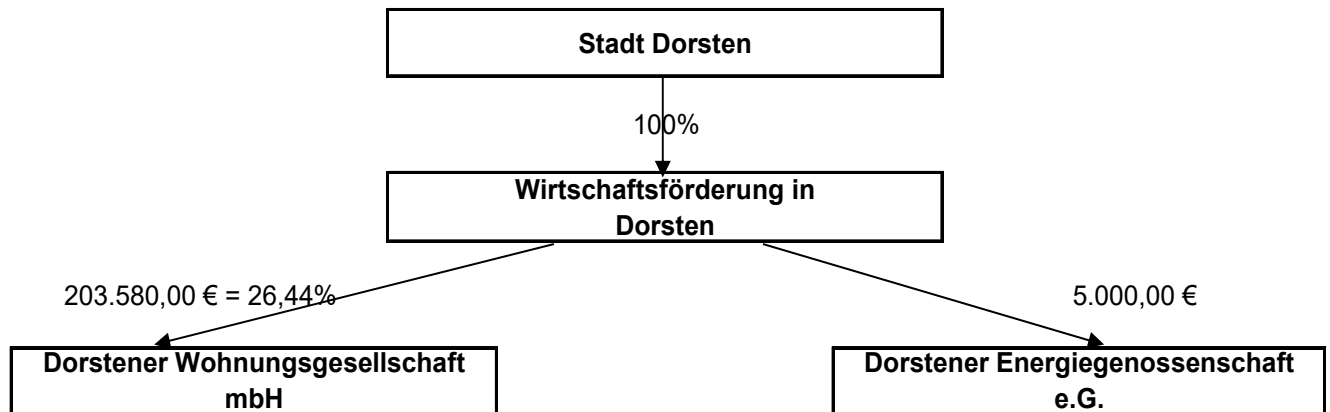 Stadt Dorsten
100%
Wirtschaftsförderung in
Dorsten
203.580,00 € = 26,44%
5.000,00 €
Dorstener Wohnungsgesellschaft
mbH
Dorstener Energiegenossenschaft
e.G.